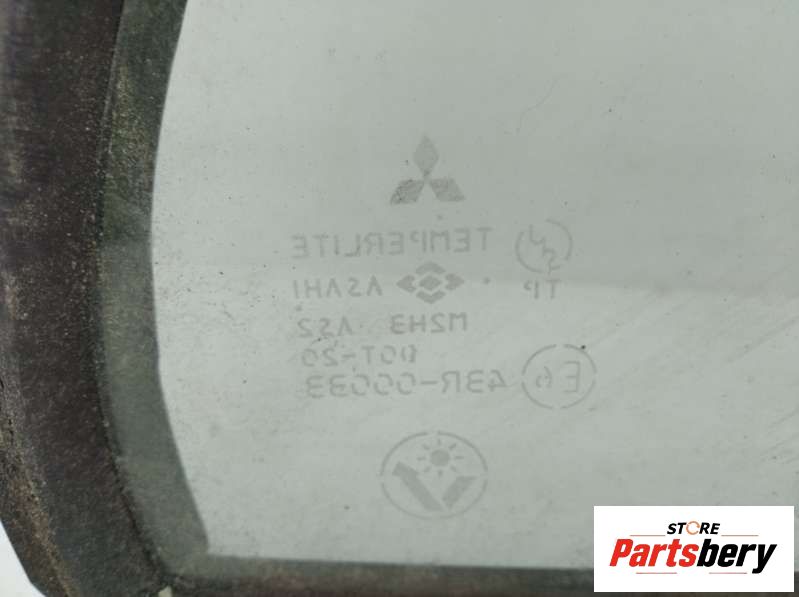 TEMPERLITE
TP · ASAHI
M2H3 AS2
DOT-20
E6 43R-00033
STORE
Partsbery